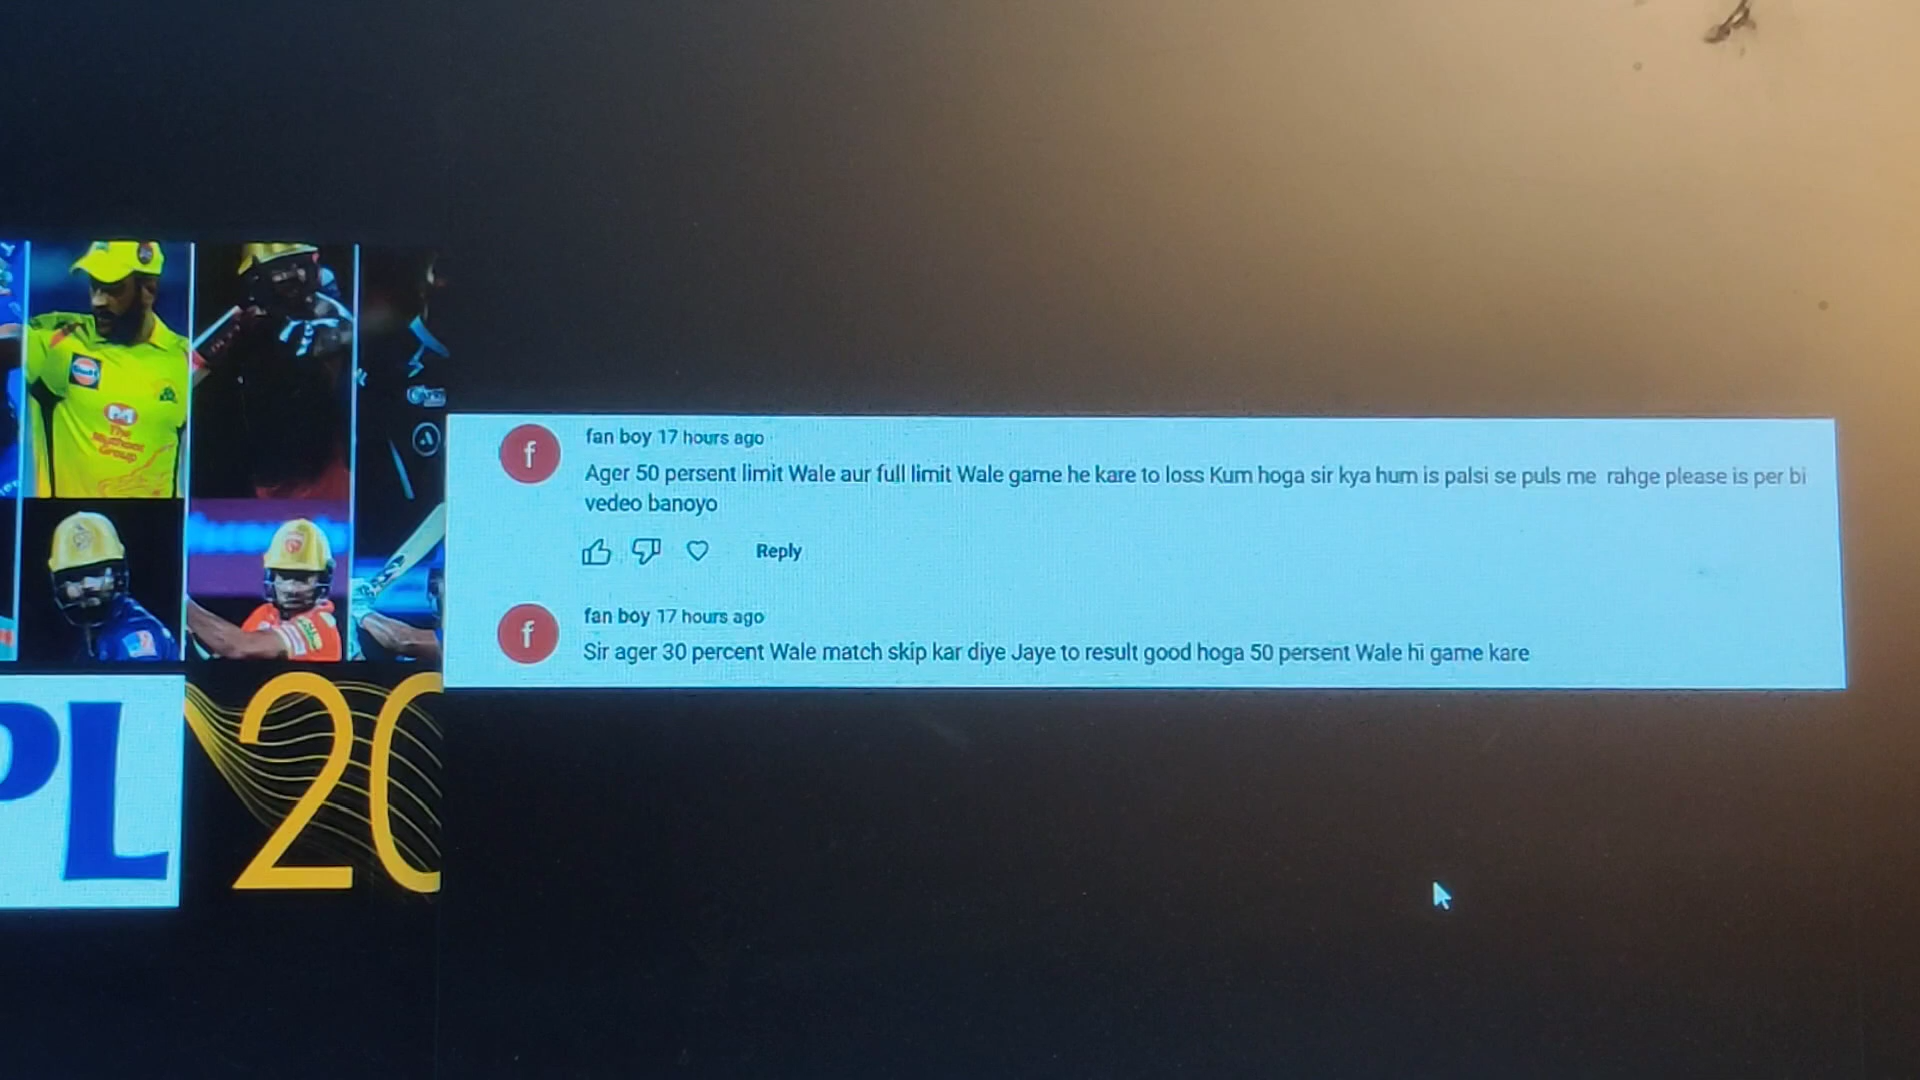 The
Muthoot
Group
fan boy 17 hours ago
f
Ager 50 persent limit Wale aur full limit Wale game he kare to loss Kum hoga sir kya hum is palsi se puls me rahge please is per bi
vedeo banoyo
Reply
fan boy 17 hours ago
f
Sir ager 30 percent Wale match skip kar diye Jaye to result good hoga 50 persent Wale hi game kare
PL
20